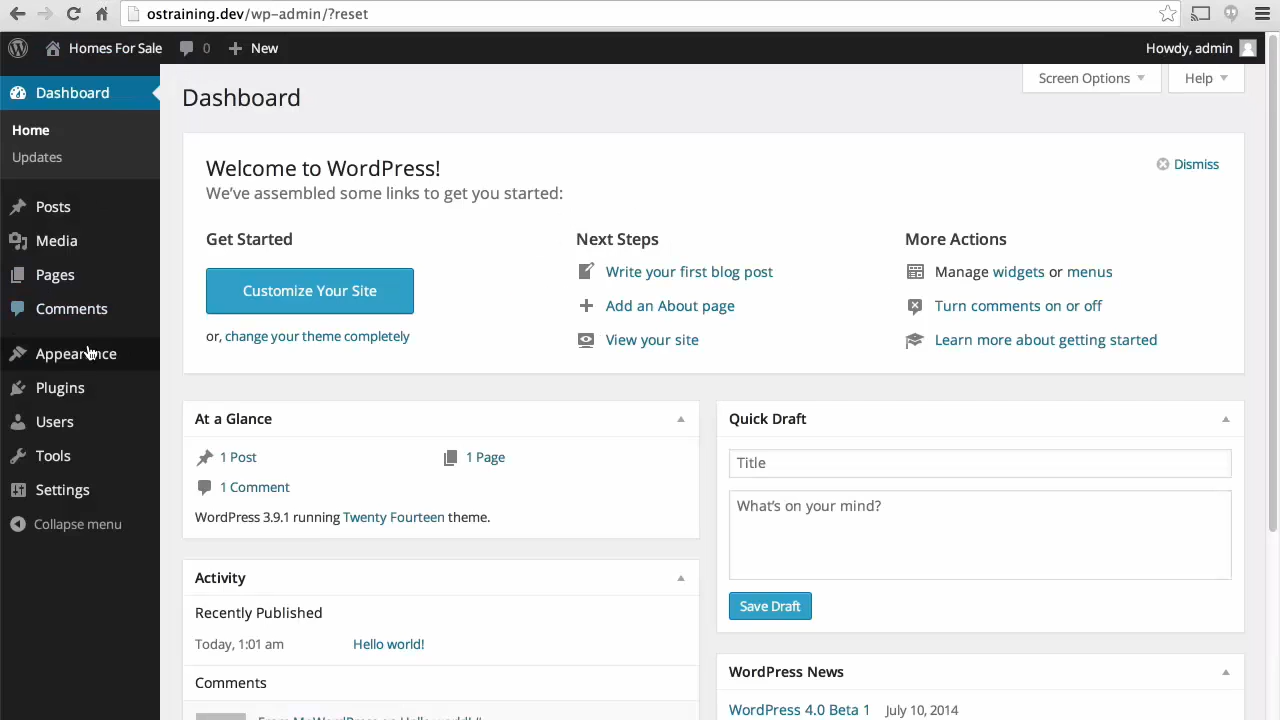 ostraining.dev/wp-admin/?reset
Homes For Sale
0
New
Howdy, admin
Dashboard
Home
Updates
Posts
Media
Pages
Comments
Appearance
Plugins
Users
Tools
Settings
Collapse menu
Screen Options
Help
Dashboard
Welcome to WordPress!
Dismiss
We've assembled some links to get you started:
Get Started
Customize Your Site
or, change your theme completely
Next Steps
Write your first blog post
Add an About page
View your site
More Actions
Manage widgets or menus
Turn comments on or off
Learn more about getting started
At a Glance
1 Post
1 Page
1 Comment
WordPress 3.9.1 running Twenty Fourteen theme.
Activity
Recently Published
Today, 1:01 am Hello world!
Comments
From MrWordPress on Hello world! #
Quick Draft
Title
What's on your mind?
Save Draft
WordPress News
WordPress 4.0 Beta 1 July 10, 2014